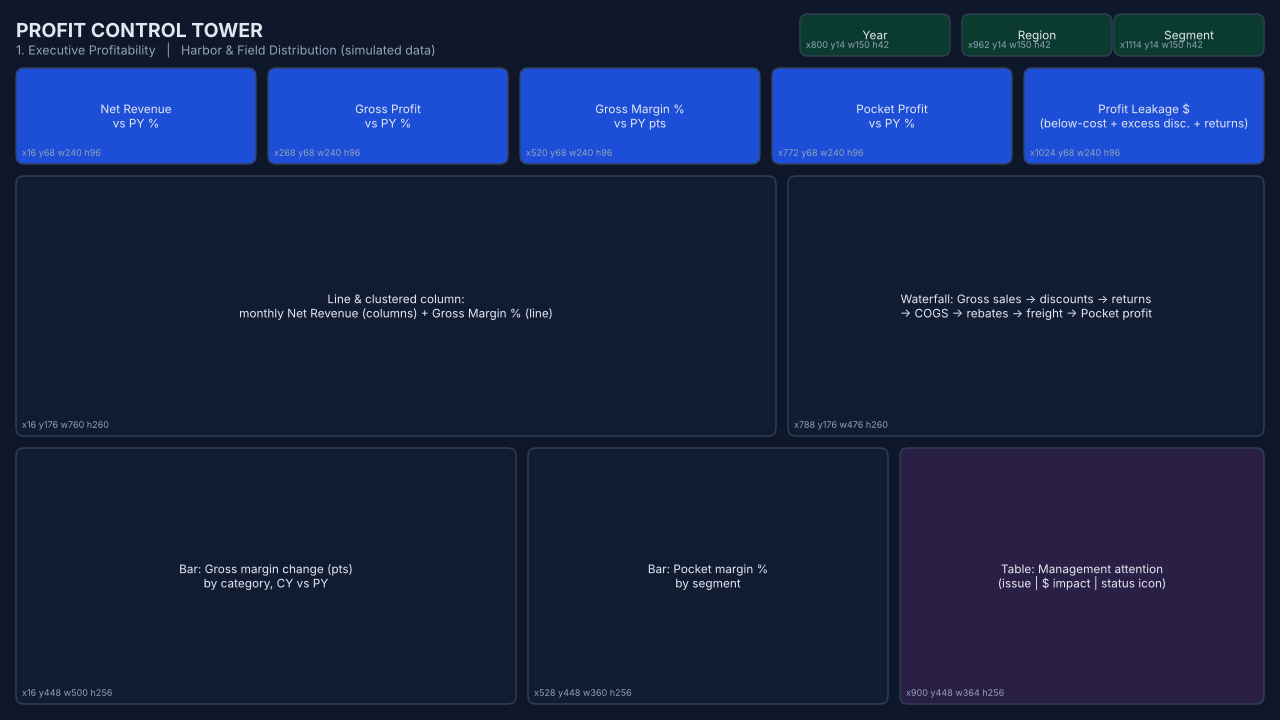 PROFIT CONTROL TOWER
1. Executive Profitability | Harbor & Field Distribution (simulated data)
Year
x800 y14 w150 h42
Region
x962 y14 w150 h42
Segment
x1114 y14 w150 h42
Net Revenue
vs PY %
x16 y68 w240 h96
Gross Profit
vs PY %
x268 y68 w240 h96
Gross Margin %
vs PY pts
x520 y68 w240 h96
Pocket Profit
vs PY %
x772 y68 w240 h96
Profit Leakage $
(below-cost + excess disc. + returns)
x1024 y68 w240 h96
Line & clustered column:
monthly Net Revenue (columns) + Gross Margin % (line)
x16 y176 w760 h260
Waterfall: Gross sales → discounts → returns
→ COGS → rebates → freight → Pocket profit
x788 y176 w476 h260
Bar: Gross margin change (pts)
by category, CY vs PY
x16 y448 w500 h256
Bar: Pocket margin %
by segment
x528 y448 w360 h256
Table: Management attention
(issue | $ impact | status icon)
x900 y448 w364 h256